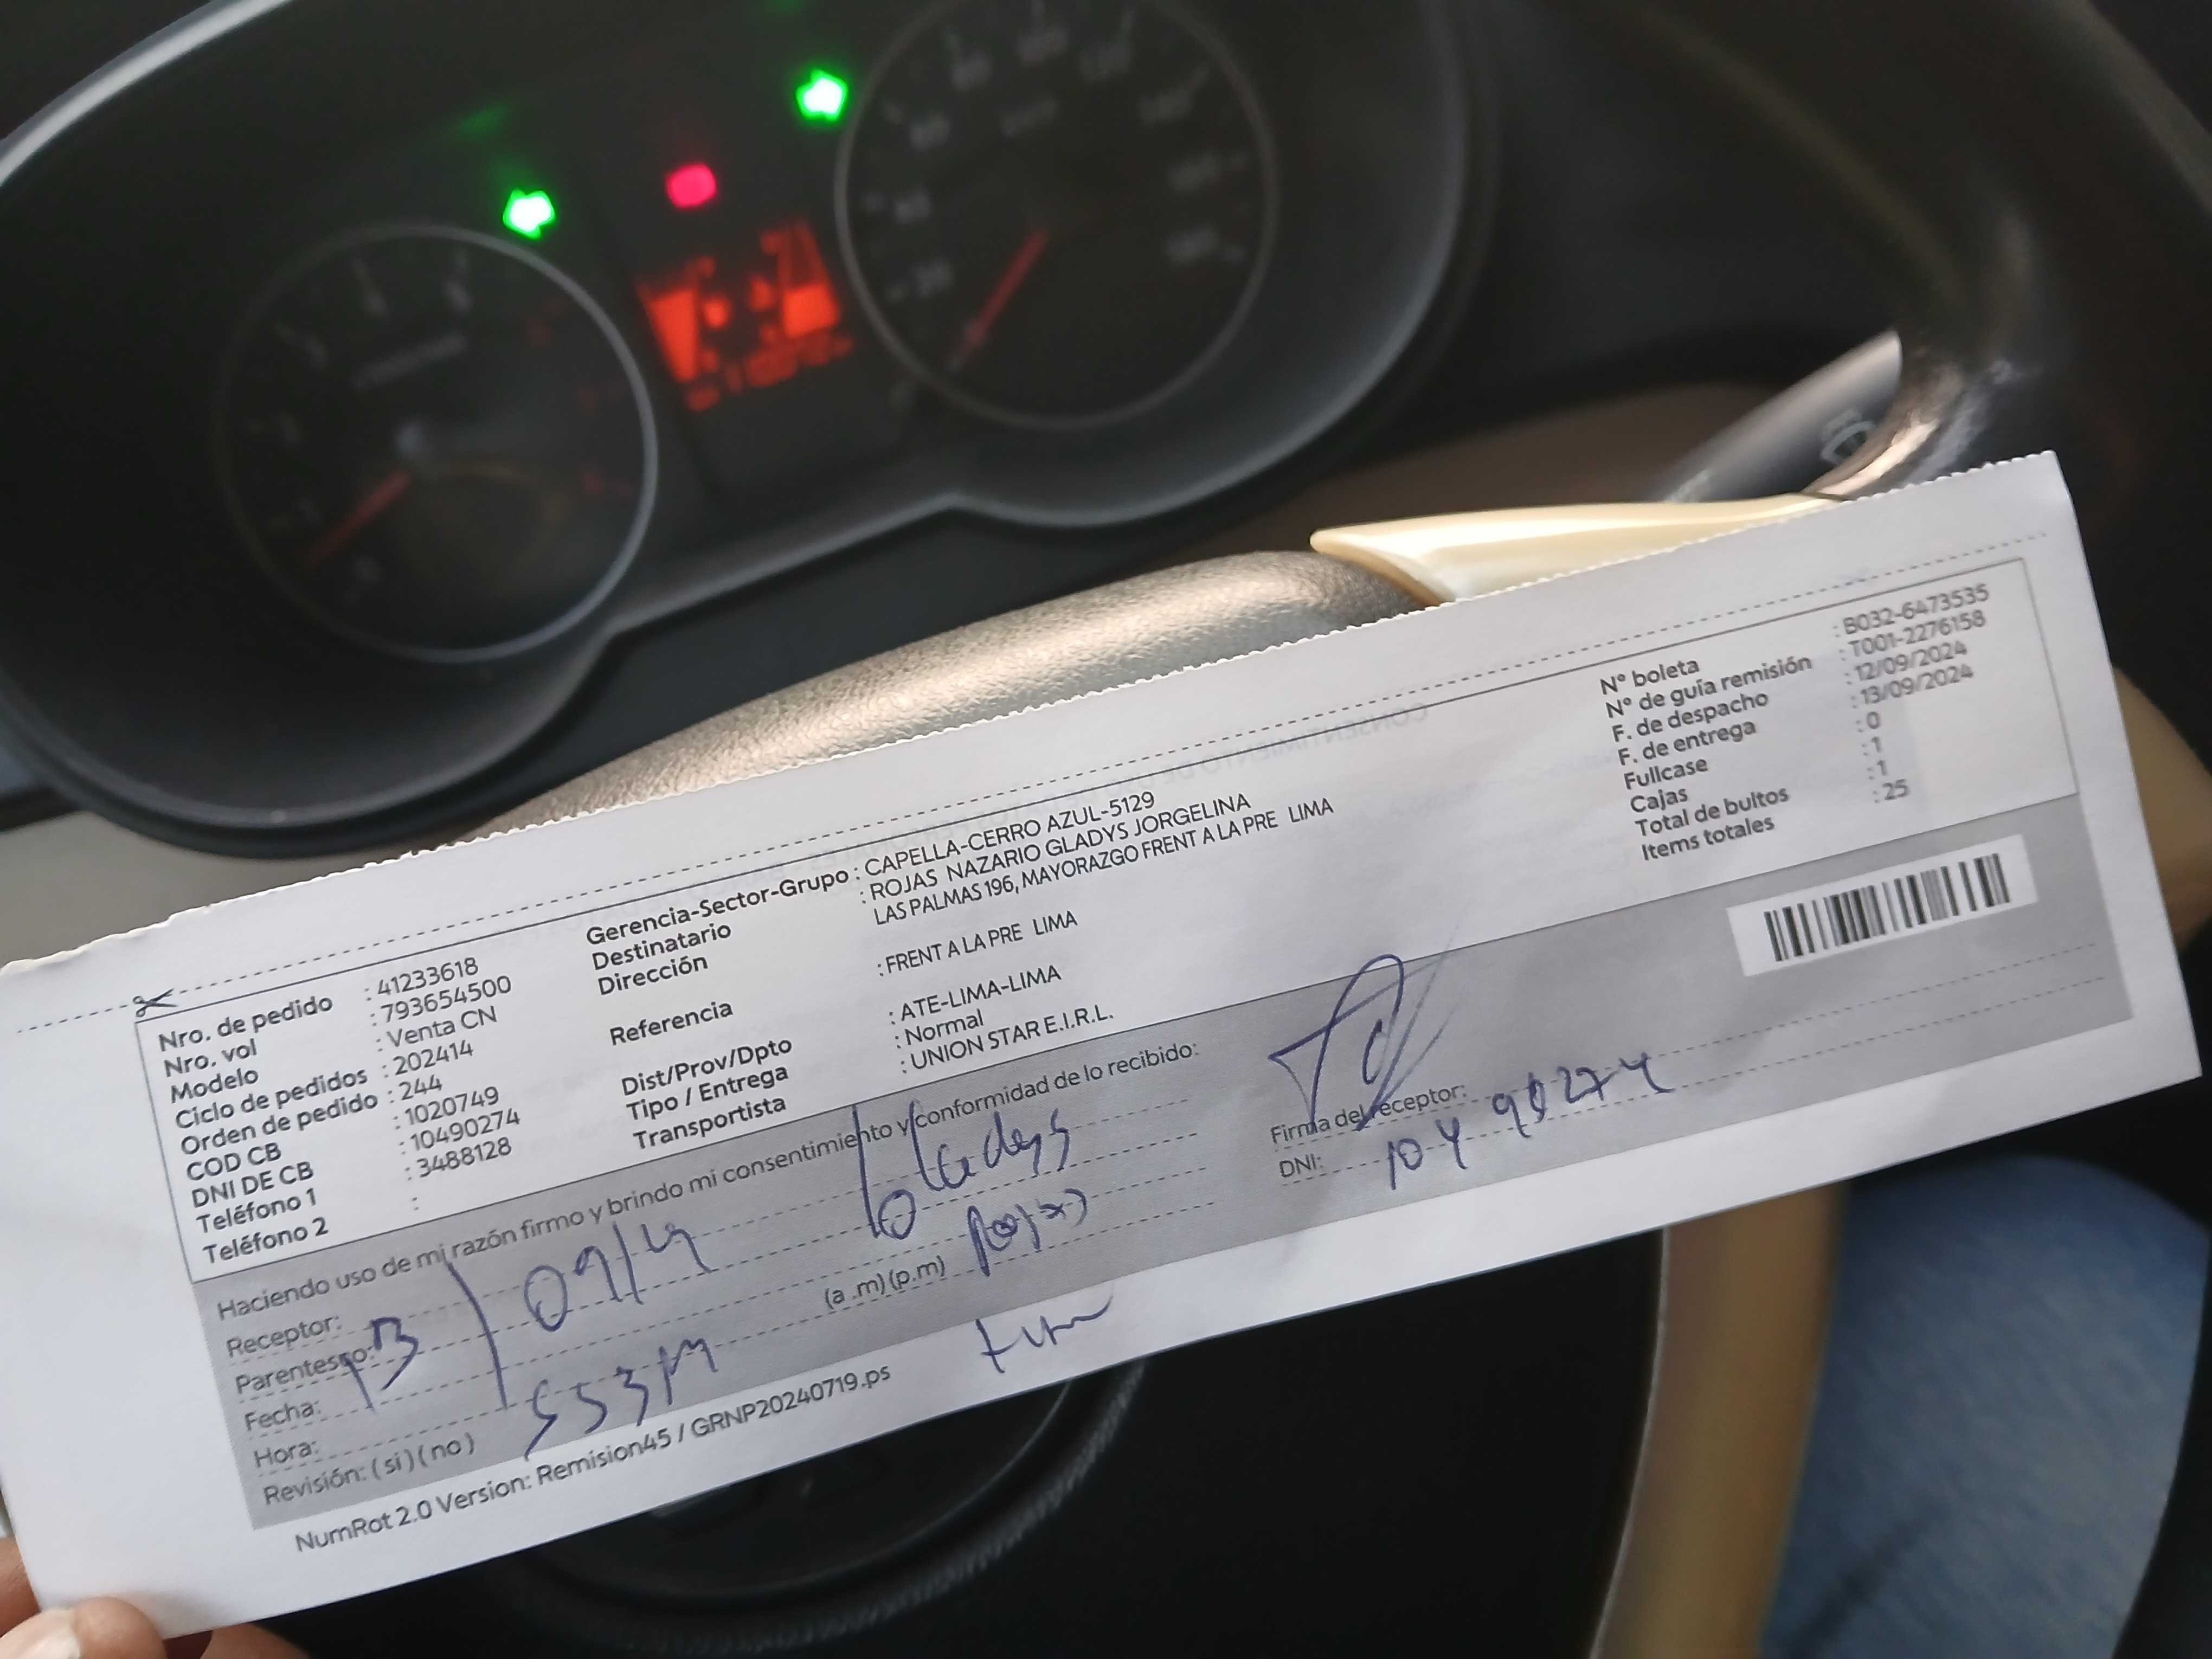 Nro. de pedido : 41233618
Nro. vol : 793654500
Modelo : Venta CN
Ciclo de pedidos : 202414
Orden de pedido : 244
COD CB : 1020749
DNI DE CB : 10490274
Teléfono 1 : 3488128
Teléfono 2 :
Gerencia-Sector-Grupo : CAPELLA-CERRO AZUL-5129
Destinatario : ROJAS NAZARIO GLADYS JORGELINA
Dirección LAS PALMAS 196, MAYORAZGO FRENT A LA PRE LIMA
Referencia : FRENT A LA PRE LIMA
Dist/Prov/Dpto : ATE-LIMA-LIMA
Tipo / Entrega : Normal
Transportista : UNION STAR E.I.R.L.
N° boleta : B032-6473535
N° de guía remisión : T001-2276158
F. de despacho : 12/09/2024
F. de entrega : 13/09/2024
Fullcase : 0
Cajas : 1
Total de bultos : 1
Items totales : 25
Haciendo uso de mi razón firmo y brindo mi consentimiento y conformidad de lo recibido:
Receptor: Gladys
Parentesco: Rojas
Fecha: 13/09/24
Hora: (a .m) (p.m)
Revisión: ( si ) ( no )
Firma del receptor:
DNI: 10490274
NumRot 2.0 Version: Remision45 / GRNP20240719.ps